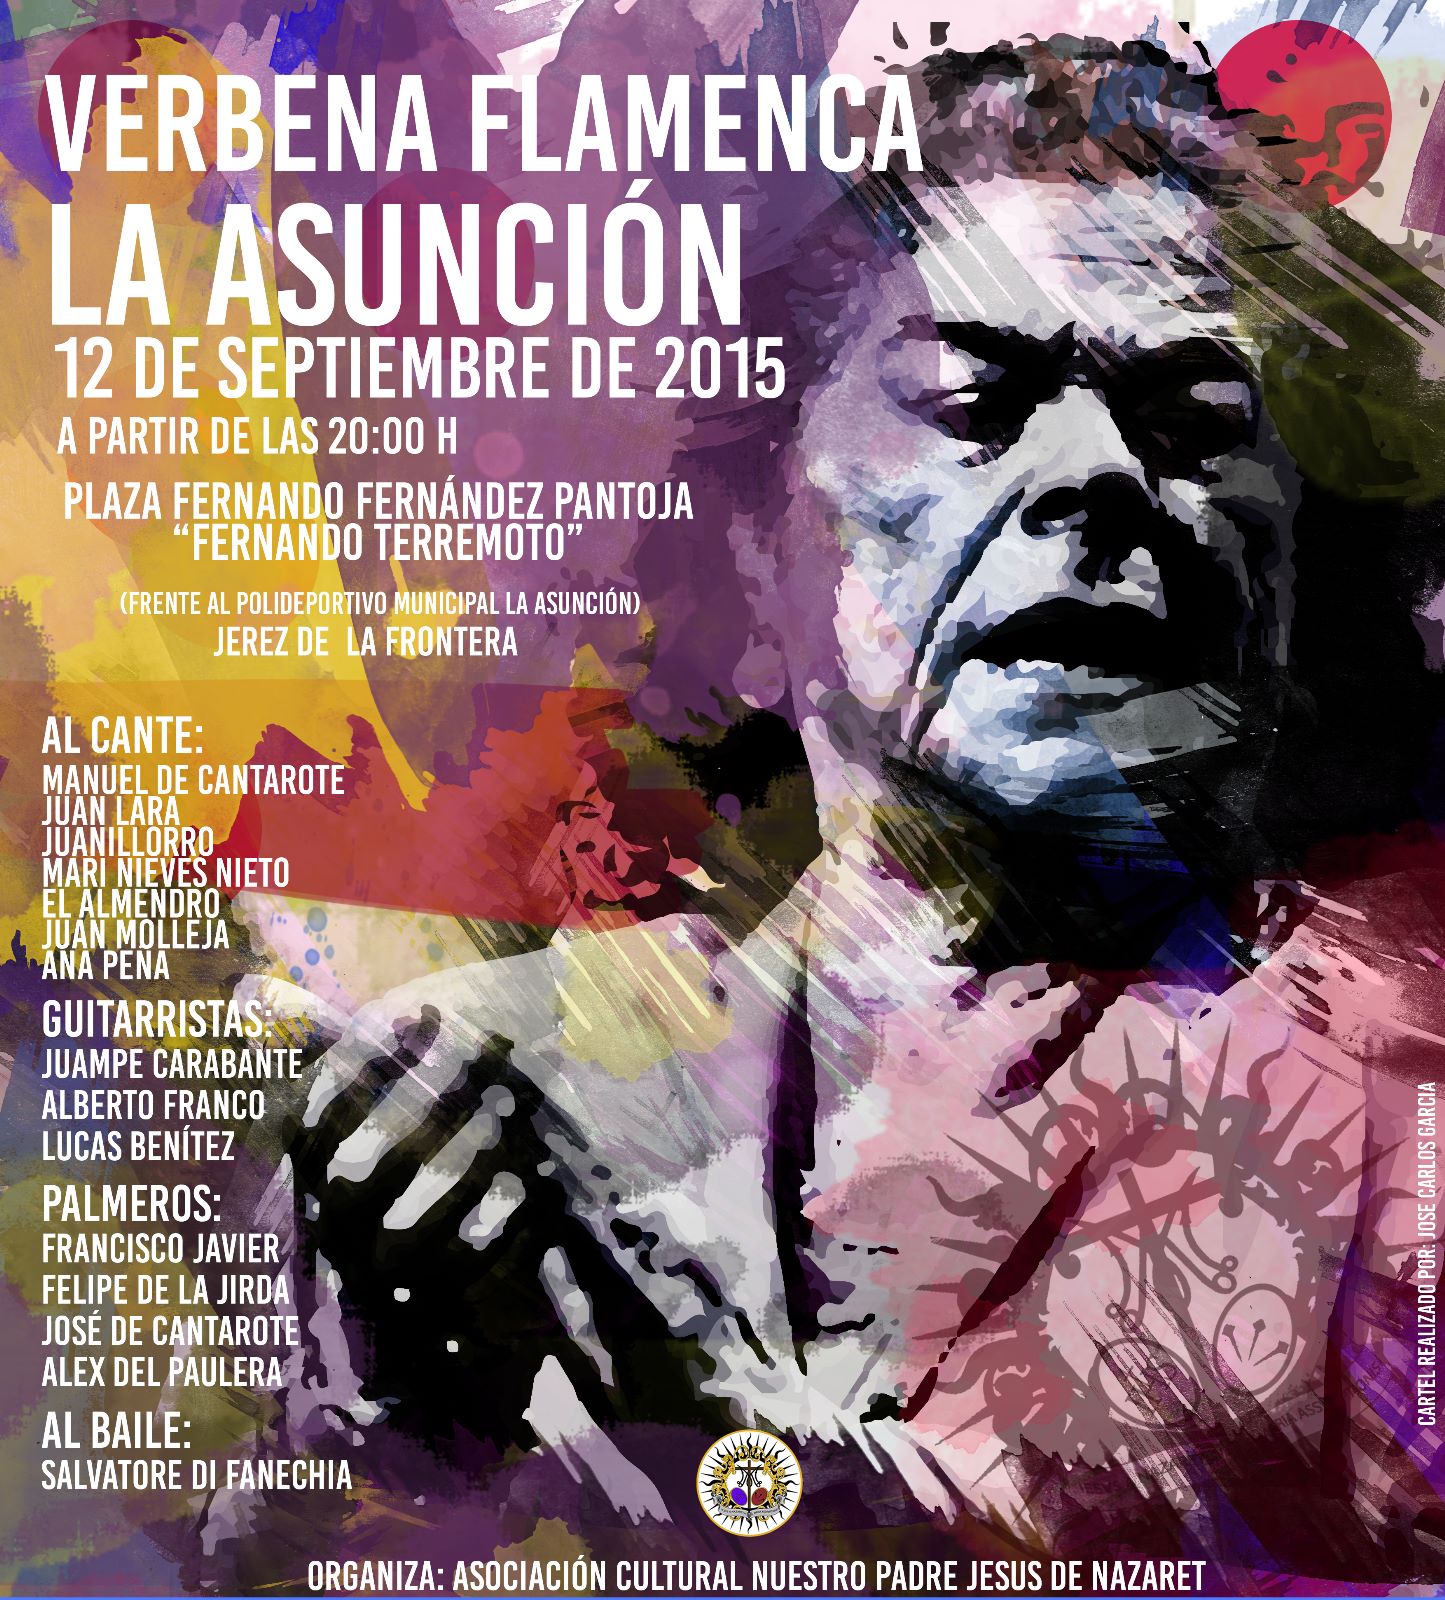 VERBENA FLAMENCA
LA ASUNCIÓN
12 DE SEPTIEMBRE DE 2015
A PARTIR DE LAS 20:00 H
PLAZA FERNANDO FERNÁNDEZ PANTOJA
“FERNANDO TERREMOTO”
(FRENTE AL POLIDEPORTIVO MUNICIPAL LA ASUNCIÓN)
JEREZ DE LA FRONTERA
AL CANTE:
MANUEL DE CANTAROTE
JUAN LARA
JUANILLORRO
MARI NIEVES NIETO
EL ALMENDRO
JUAN MOLLEJA
ANA PENA
GUITARRISTAS:
JUAMPE CARABANTE
ALBERTO FRANCO
LUCAS BENÍTEZ
PALMEROS:
FRANCISCO JAVIER
FELIPE DE LA JIRDA
JOSÉ DE CANTAROTE
ALEX DEL PAULERA
AL BAILE:
SALVATORE DI FANECHIA
CARTEL REALIZADO POR: JOSE CARLOS GARCIA
ORGANIZA: ASOCIACIÓN CULTURAL NUESTRO PADRE JESUS DE NAZARET